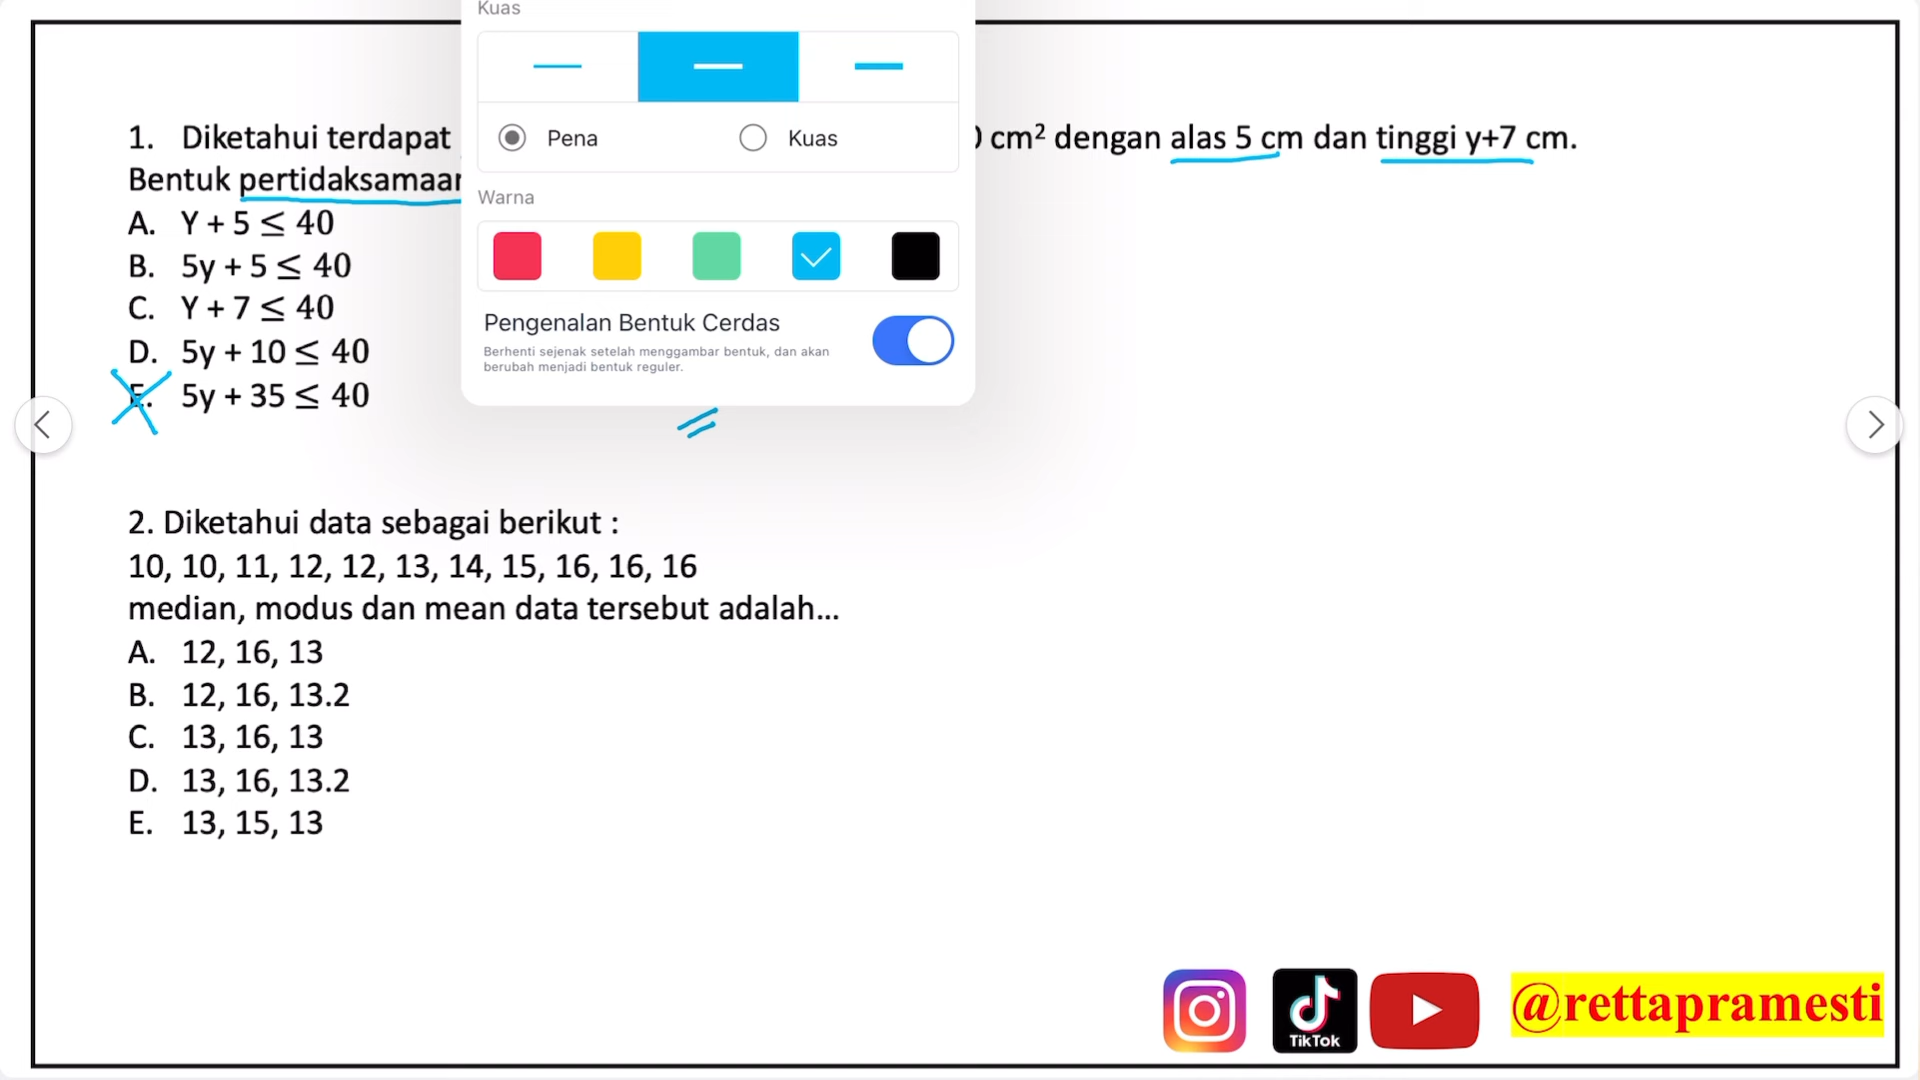 Kuas
Pena
Kuas
1. Diketahui terdapat
cm² dengan alas 5 cm dan tinggi y+7 cm.
Bentuk
Warna
A. Y + 5 ≤ 40
B. 5y + 5 ≤ 40
C. Y + 7 ≤ 40
D. 5y + 10 ≤ 40
E. 5y + 35 ≤ 40
Pengenalan Bentuk Cerdas
Berhenti sejenak setelah menggambar bentuk, dan akan
berubah menjadi bentuk reguler.
2. Diketahui data sebagai berikut :
10, 10, 11, 12, 12, 13, 14, 15, 16, 16, 16
median, modus dan mean data tersebut adalah...
A. 12, 16, 13
B. 12, 16, 13.2
C. 13, 16, 13
D. 13, 16, 13.2
E. 13, 15, 13
TikTok
@rettapramesti